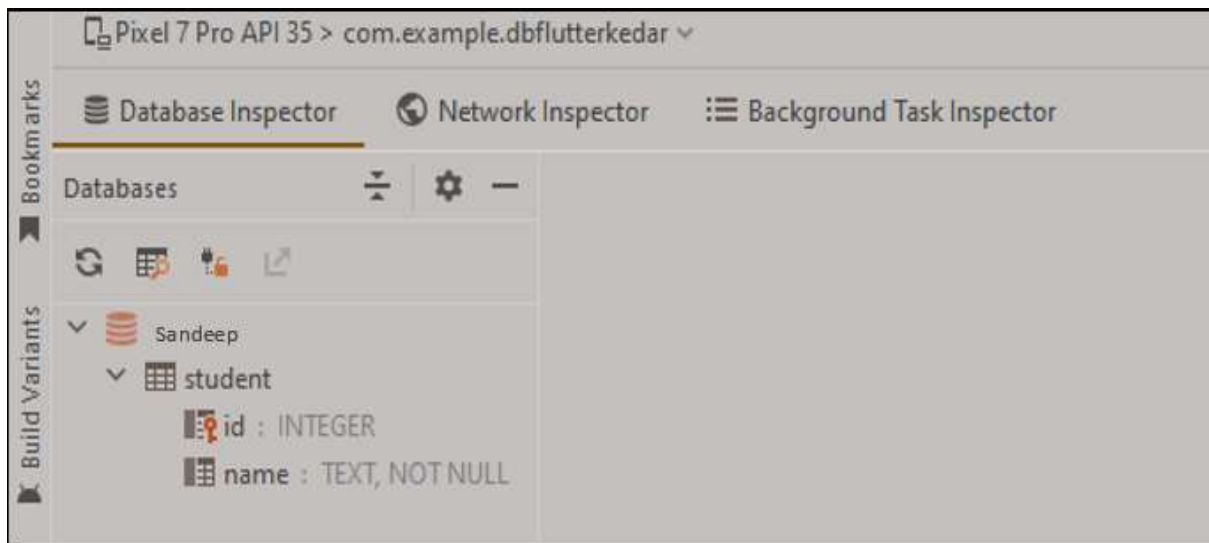 Pixel 7 Pro API 35 > com.example.dbflutterkedar
Database Inspector Network Inspector Background Task Inspector
Databases
Sandeep
student
id : INTEGER
name : TEXT, NOT NULL
Bookmarks
Build Variants